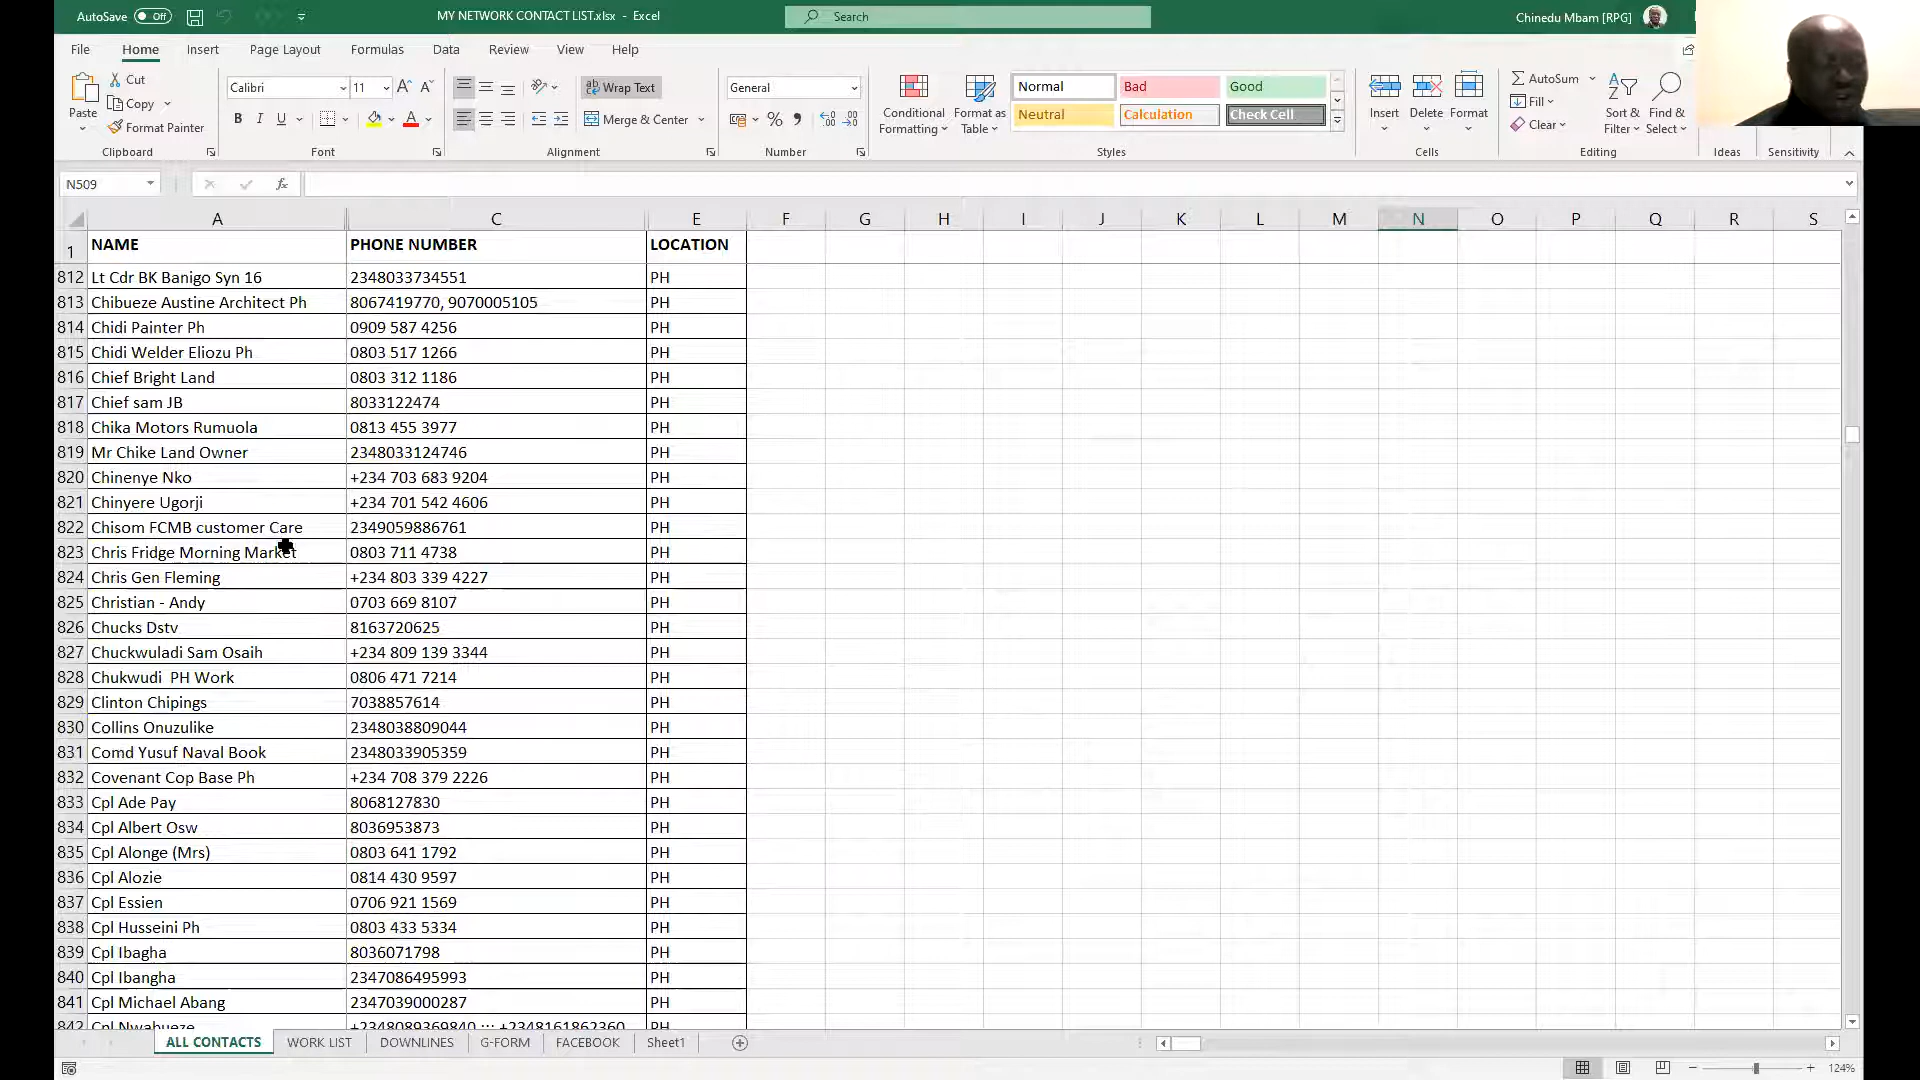 AutoSave Off MY NETWORK CONTACT LIST.xlsx - Excel Search Chinedu Mbam [RPG]
File Home Insert Page Layout Formulas Data Review View Help
Paste Cut Copy Format Painter Clipboard
Calibri 11 A A B I U A Font
ab Wrap Text Merge & Center Alignment
General % Number
Conditional Formatting Format as Table Normal Bad Good Neutral Calculation Check Cell Styles
Insert Delete Format Cells
AutoSum Fill Clear Sort & Filter Find & Select Editing
Ideas Sensitivity
N509 fx
A C E F G H I J K L M N O P Q R S
1 NAME PHONE NUMBER LOCATION
812 Lt Cdr BK Banigo Syn 16 2348033734551 PH
813 Chibueze Austine Architect Ph 8067419770, 9070005105 PH
814 Chidi Painter Ph 0909 587 4256 PH
815 Chidi Welder Eliozu Ph 0803 517 1266 PH
816 Chief Bright Land 0803 312 1186 PH
817 Chief sam JB 8033122474 PH
818 Chika Motors Rumuola 0813 455 3977 PH
819 Mr Chike Land Owner 2348033124746 PH
820 Chinenye Nko +234 703 683 9204 PH
821 Chinyere Ugorji +234 701 542 4606 PH
822 Chisom FCMB customer Care 2349059886761 PH
823 Chris Fridge Morning Market 0803 711 4738 PH
824 Chris Gen Fleming +234 803 339 4227 PH
825 Christian - Andy 0703 669 8107 PH
826 Chucks Dstv 8163720625 PH
827 Chuckwuladi Sam Osaih +234 809 139 3344 PH
828 Chukwudi  PH Work 0806 471 7214 PH
829 Clinton Chipings 7038857614 PH
830 Collins Onuzulike 2348038809044 PH
831 Comd Yusuf Naval Book 2348033905359 PH
832 Covenant Cop Base Ph +234 708 379 2226 PH
833 Cpl Ade Pay 8068127830 PH
834 Cpl Albert Osw 8036953873 PH
835 Cpl Alonge (Mrs) 0803 641 1792 PH
836 Cpl Alozie 0814 430 9597 PH
837 Cpl Essien 0706 921 1569 PH
838 Cpl Husseini Ph 0803 433 5334 PH
839 Cpl Ibagha 8036071798 PH
840 Cpl Ibangha 2347086495993 PH
841 Cpl Michael Abang 2347039000287 PH
842 Cpl Nwabueze +2348089369840 ::: +2348161862360 PH
ALL CONTACTS WORK LIST DOWNLINES G-FORM FACEBOOK Sheet1
124%